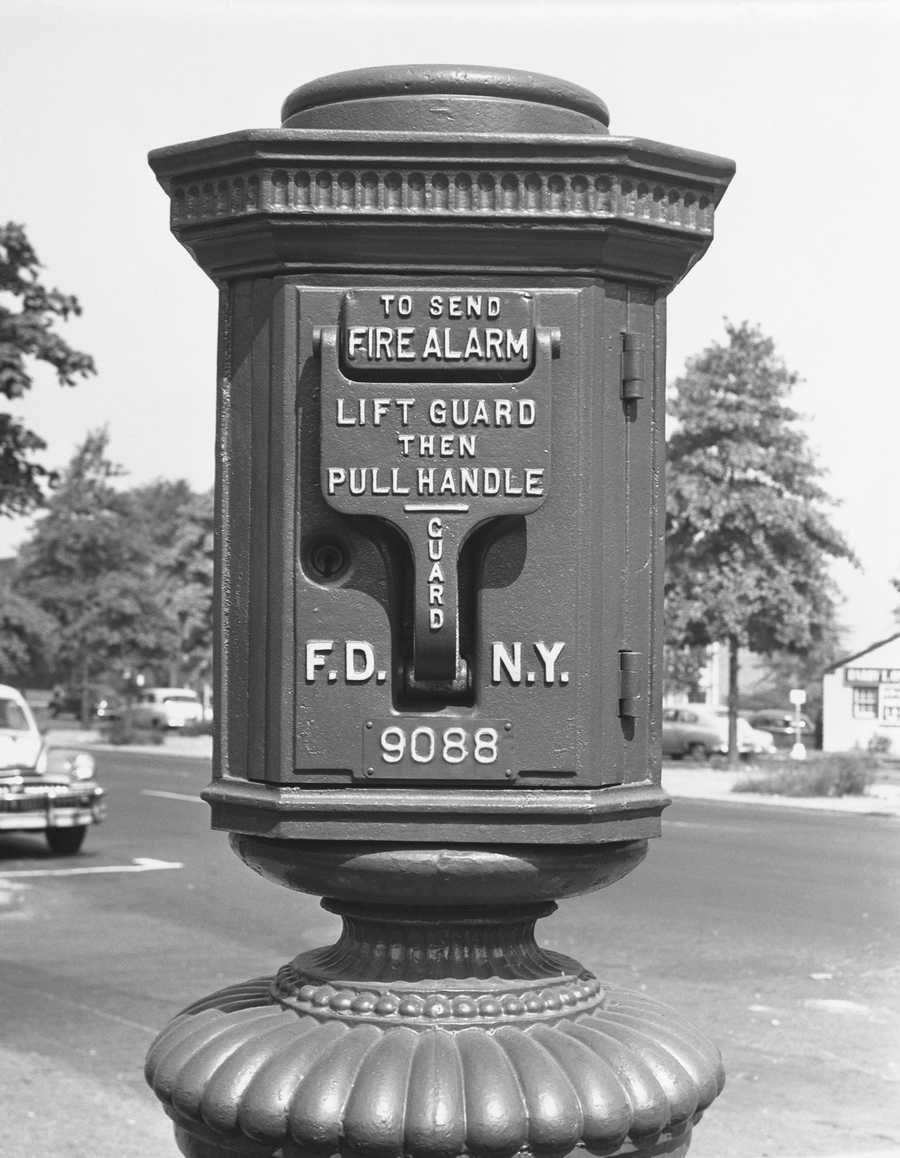 TO SEND
FIRE ALARM
LIFT GUARD
THEN
PULL HANDLE
GUARD
F.D. N.Y.
9088